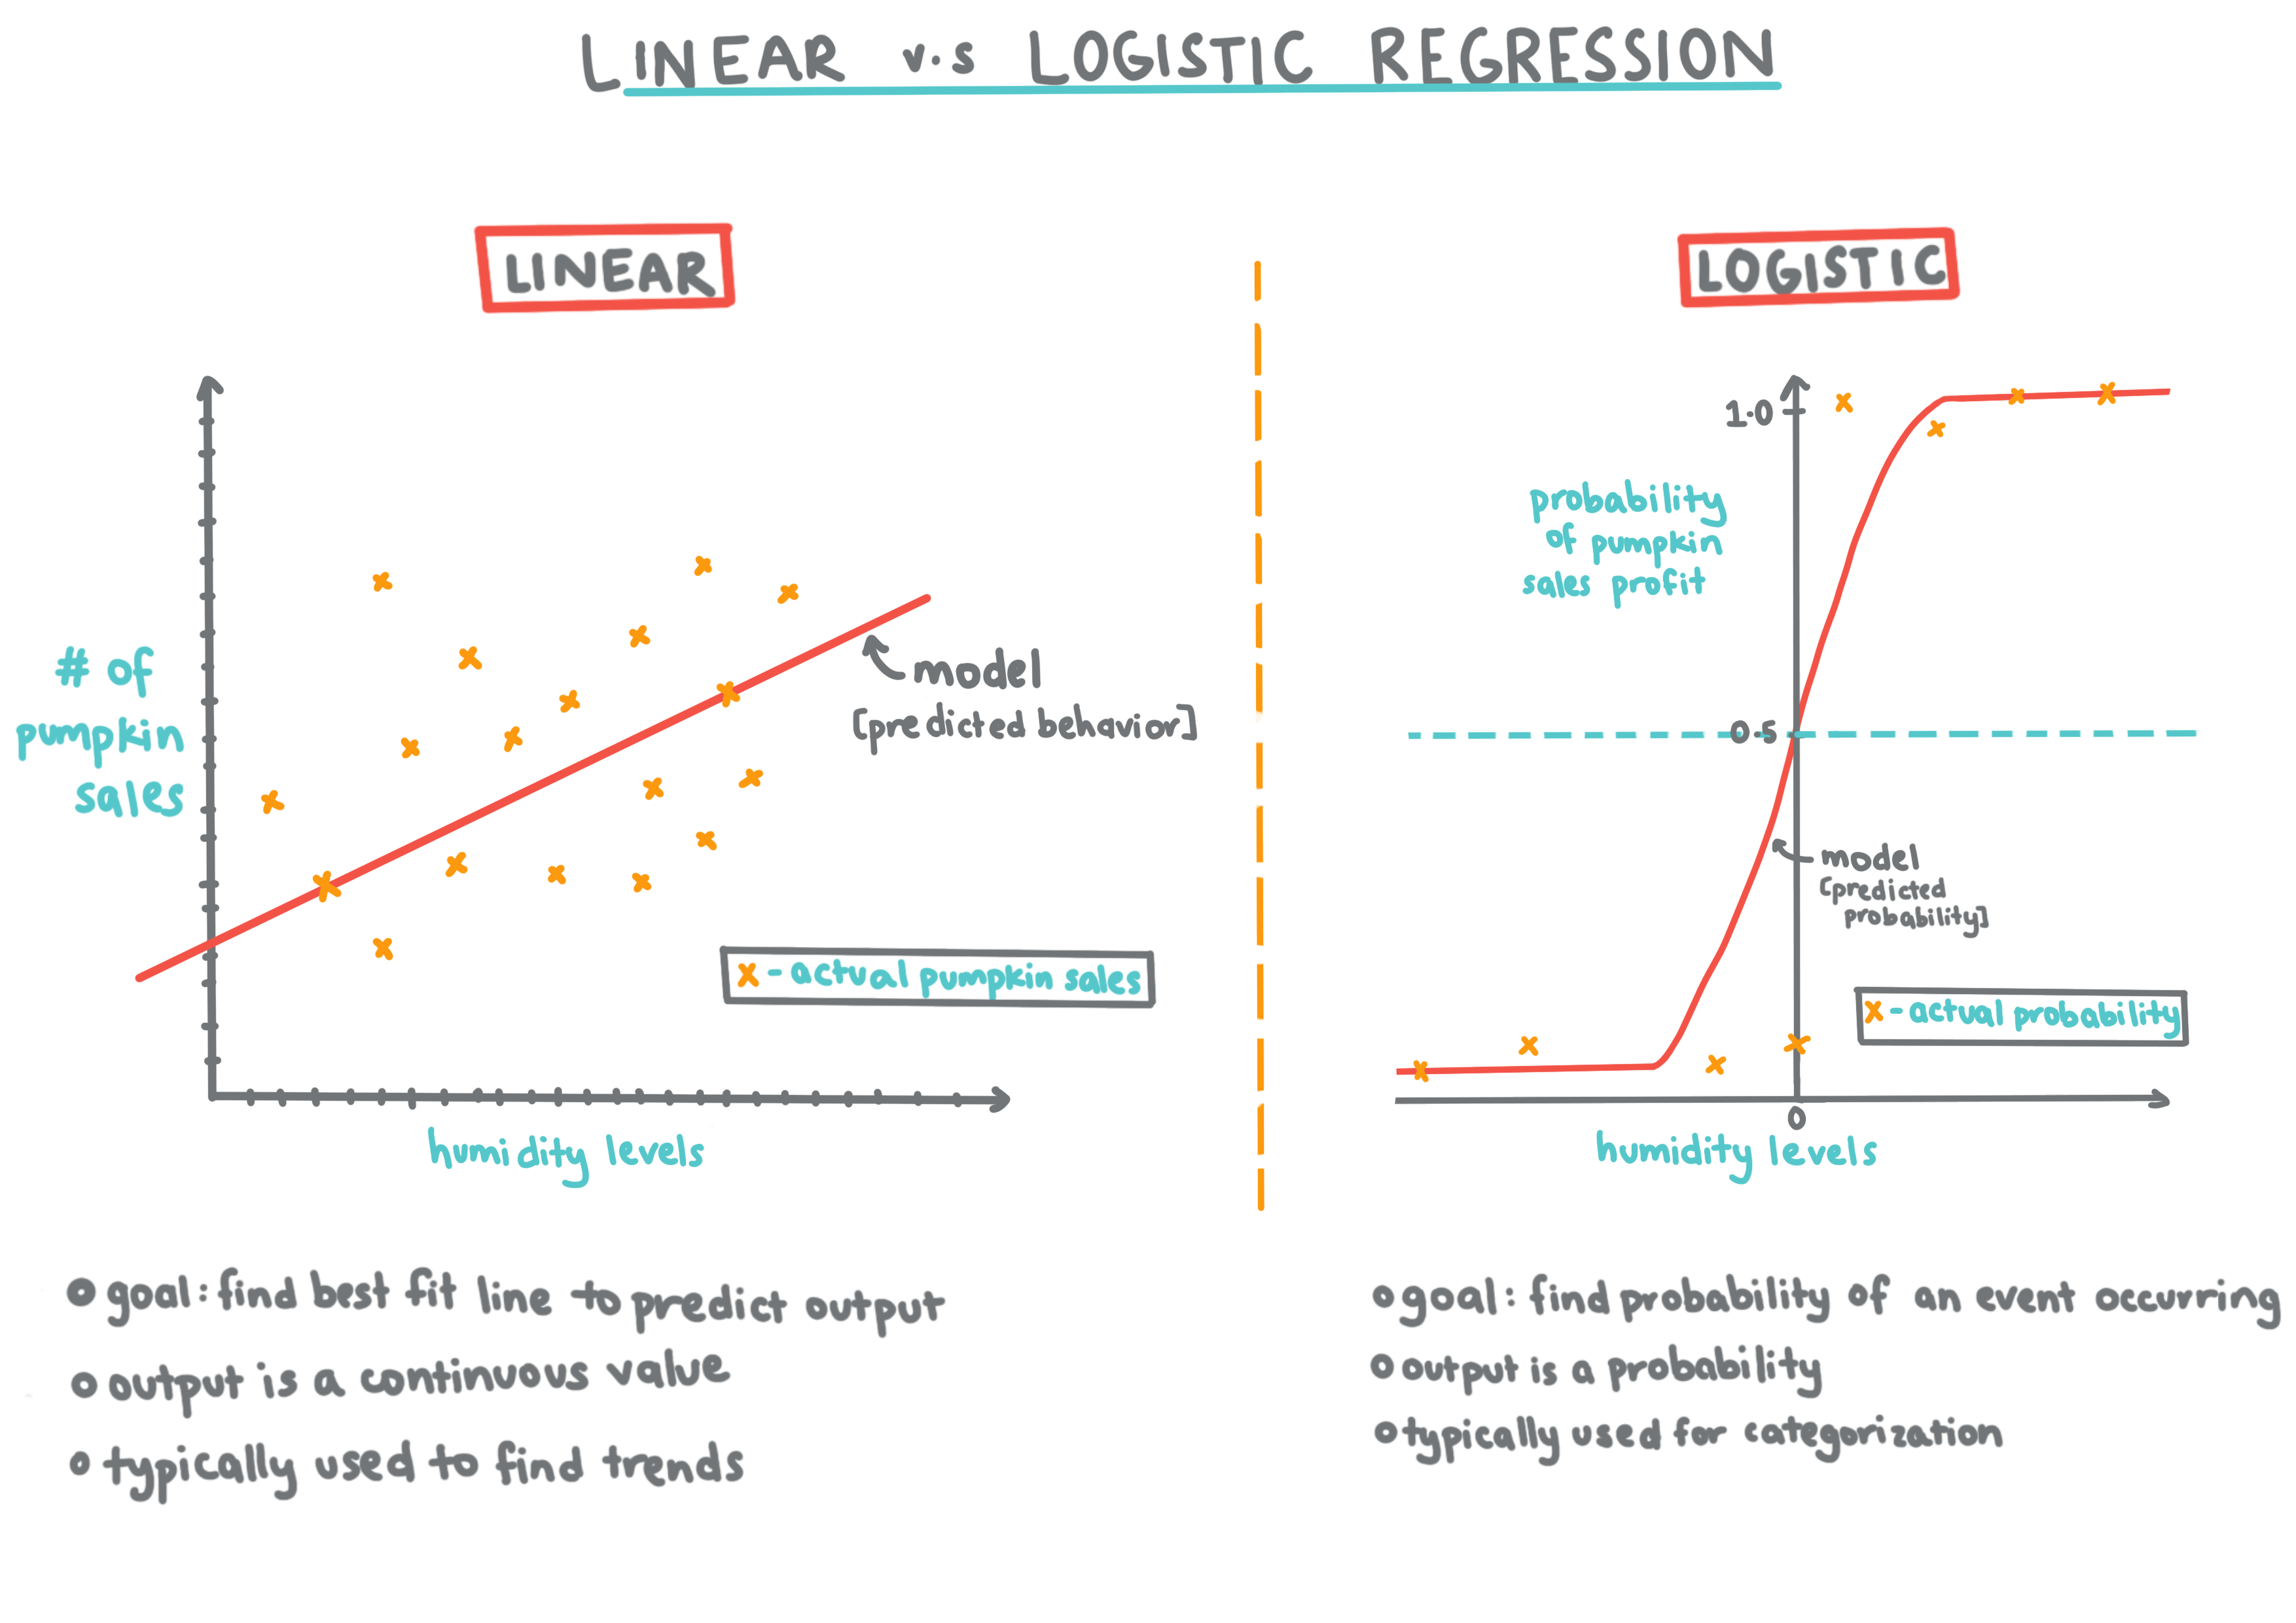 LINEAR v.s LOGISTIC REGRESSION
LINEAR
# of
pumpkin
sales
model
[predicted behavior]
x - actual pumpkin sales
humidity levels
o goal: find best fit line to predict output
o output is a continuous value
o typically used to find trends
LOGISTIC
1.0
probability
of pumpkin
sales profit
0.5
model
[predicted
probability]
x - actual probability
0
humidity levels
o goal: find probability of an event occurring
o output is a probability
o typically used for categorization